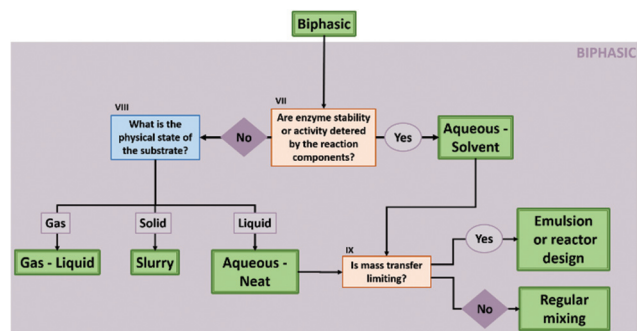 Biphasic
BIPHASIC
VIII
What is the
physical state of
the substrate?
No
VII
Are enzyme stability
or activity detered
by the reaction
components?
Yes
Aqueous -
Solvent
Gas
Solid
Liquid
Gas - Liquid
Slurry
Aqueous -
Neat
IX
Is mass transfer
limiting?
Yes
Emulsion
or reactor
design
No
Regular
mixing